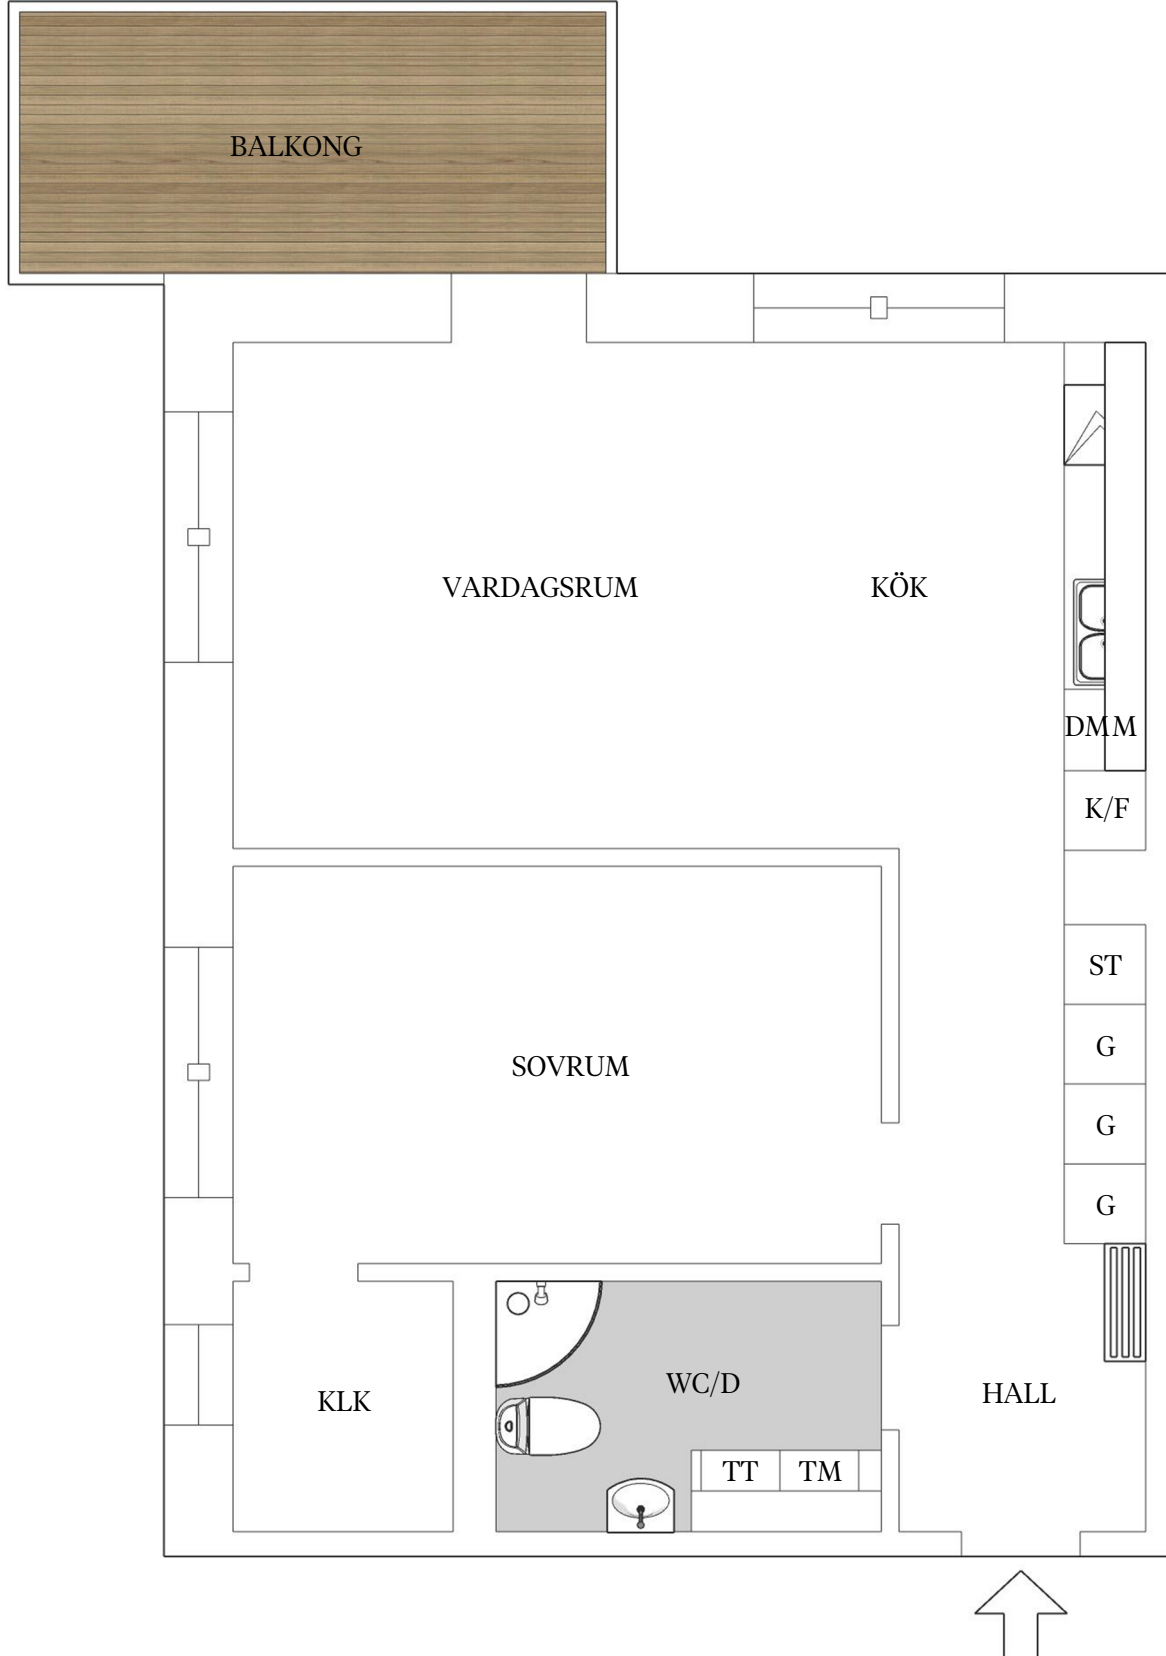 BALKONG
VARDAGSRUM
KÖK
DM M
K/F
ST
G
SOVRUM
G
G
WC/D
HALL
KLK
TT
TM